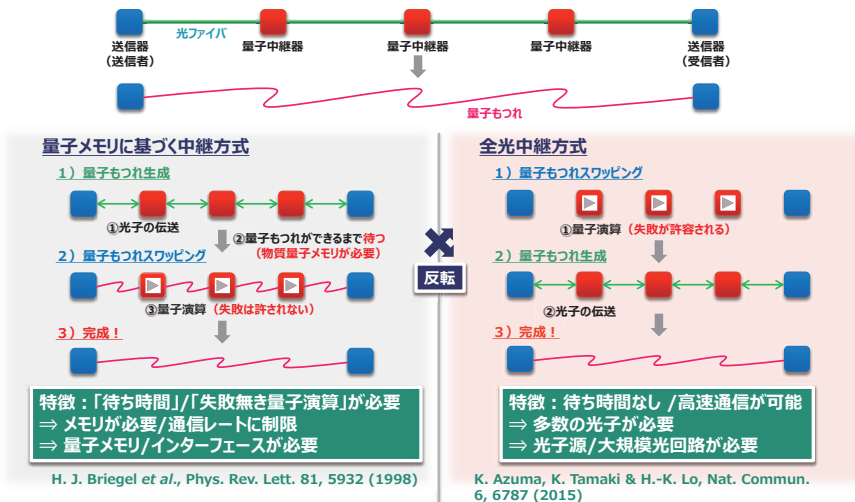 光ファイバ
送信器
(送信者)
量子中継器
量子中継器
量子中継器
送信器
(受信者)
量子もつれ
量子メモリに基づく中継方式
1）量子もつれ生成
①光子の伝送
②量子もつれができるまで待つ
(物質量子メモリが必要)
2）量子もつれスワッピング
③量子演算（失敗は許されない）
3）完成！
特徴：｢待ち時間｣/｢失敗無き量子演算｣が必要
⇒ メモリが必要/通信レートに制限
⇒ 量子メモリ/インターフェースが必要
H. J. Briegel et al., Phys. Rev. Lett. 81, 5932 (1998)
反転
全光中継方式
1）量子もつれスワッピング
①量子演算（失敗が許容される）
2）量子もつれ生成
②光子の伝送
3）完成！
特徴：待ち時間なし /高速通信が可能
⇒ 多数の光子が必要
⇒ 光子源/大規模光回路が必要
K. Azuma, K. Tamaki & H.-K. Lo, Nat. Commun.
6, 6787 (2015)